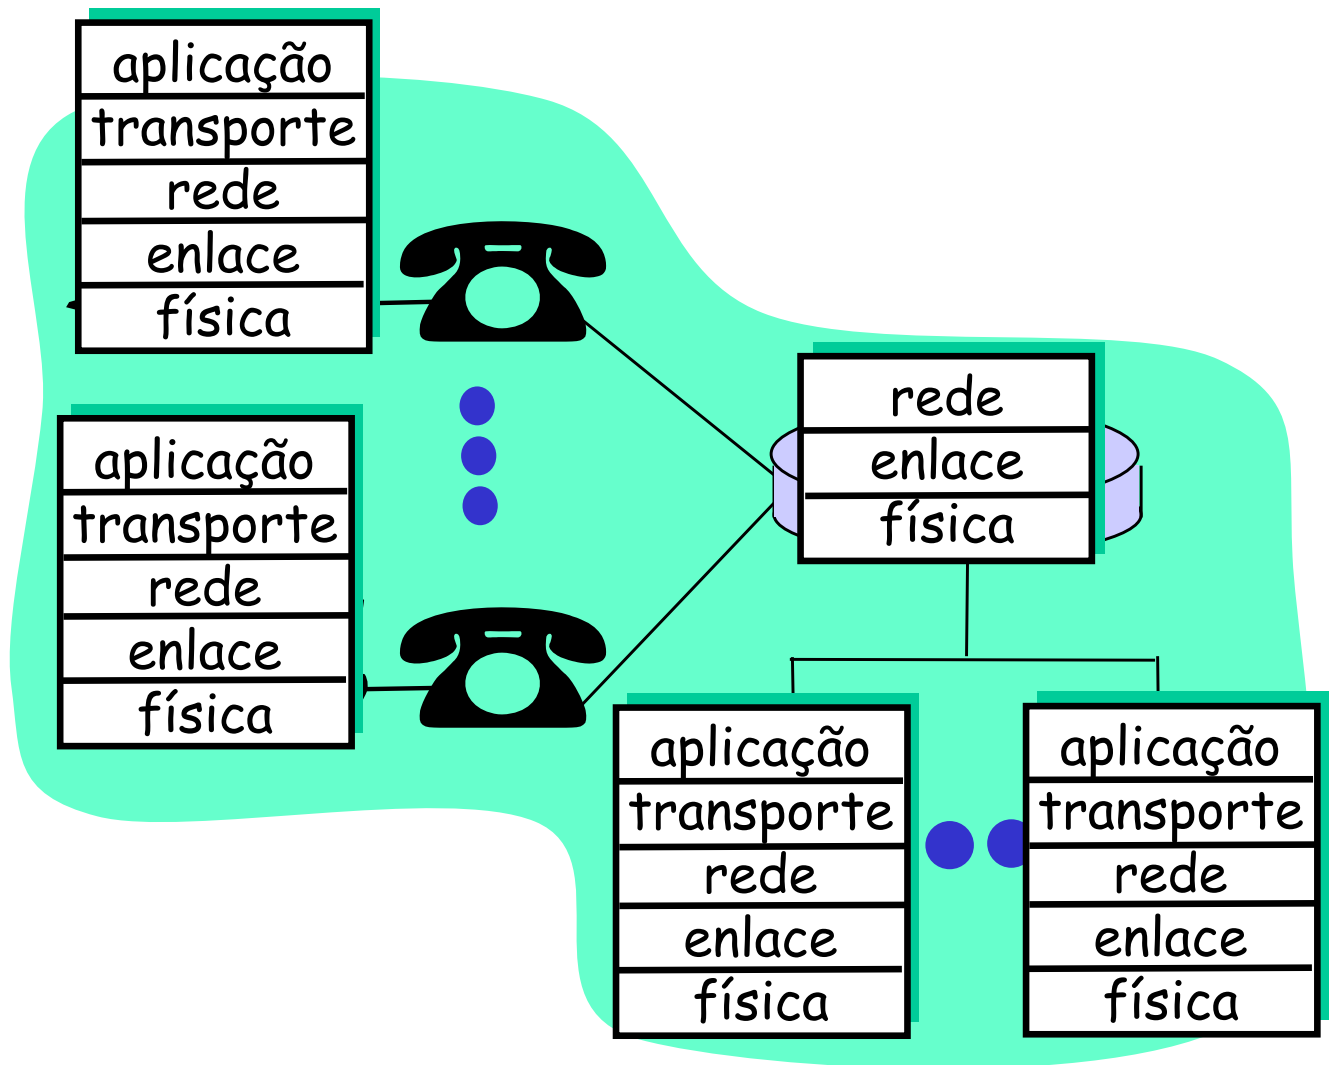 aplicação
transporte
rede
enlace
física
aplicação
transporte
rede
enlace
física
rede
enlace
física
aplicação
transporte
rede
enlace
física
aplicação
transporte
rede
enlace
física